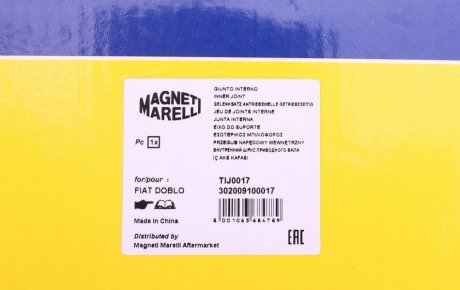 MAGNETI
MARELLI
GIUNTO INTERNO
INNER JOINT
GELENKSATZ ANTRIEBSWELLE GETRIEBESEITIG
JEU DE JOINTS INTERNE
JUNTA INTERNA
EIXO DO SUPORTE
ΕΣΩΤΕΡΙΚΟΣ ΜΠΙΛΟΦΟΡΟΣ
PRZEGUB NAPĘDOWY WEWNĘTRZNY
ВНУТРЕННИЙ ШРУС ПРИВОДНОГО ВАЛА
İÇ AKS KAFASI
Pc 1x
for/pour :
TIJ0017
FIAT DOBLO
302009100017
Made in China
8 001063 684789
Distributed by
Magneti Marelli Aftermarket
EAC